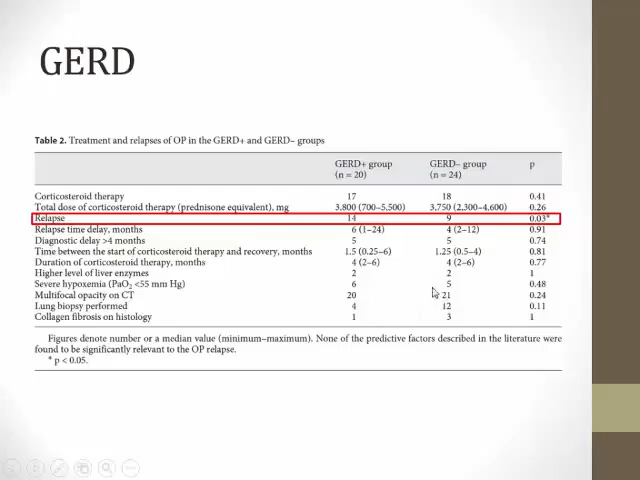 GERD
Table 2. Treatment and relapses of OP in the GERD+ and GERD– groups
GERD+ group (n = 20) GERD– group (n = 24) p
Corticosteroid therapy 17 18 0.41
Total dose of corticosteroid therapy (prednisone equivalent), mg 3,800 (700–5,500) 3,750 (2,300–4,600) 0.26
Relapse 14 9 0.03*
Relapse time delay, months 6 (1–24) 4 (2–12) 0.91
Diagnostic delay >4 months 5 5 0.74
Time between the start of corticosteroid therapy and recovery, months 1.5 (0.25–6) 1.25 (0.5–4) 0.81
Duration of corticosteroid therapy, months 4 (2–6) 4 (2–6) 0.77
Higher level of liver enzymes 2 2 1
Severe hypoxemia (PaO2 <55 mm Hg) 6 5 0.48
Multifocal opacity on CT 20 21 0.24
Lung biopsy performed 4 12 0.11
Collagen fibrosis on histology 1 3 1
Figures denote number or a median value (minimum–maximum). None of the predictive factors described in the literature were
found to be significantly relevant to the OP relapse.
* p < 0.05.